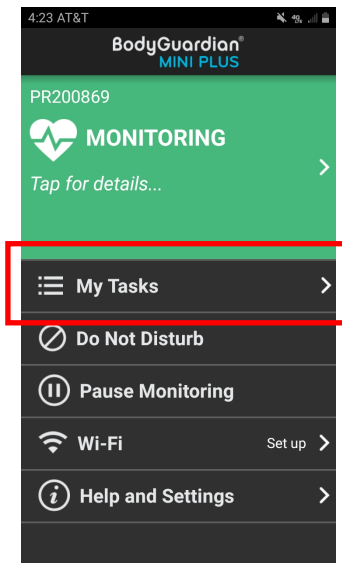 4:23 AT&T 4G
BodyGuardian®
MINI PLUS
PR200869
MONITORING
Tap for details...
My Tasks
Do Not Disturb
Pause Monitoring
Wi-Fi Set up
Help and Settings